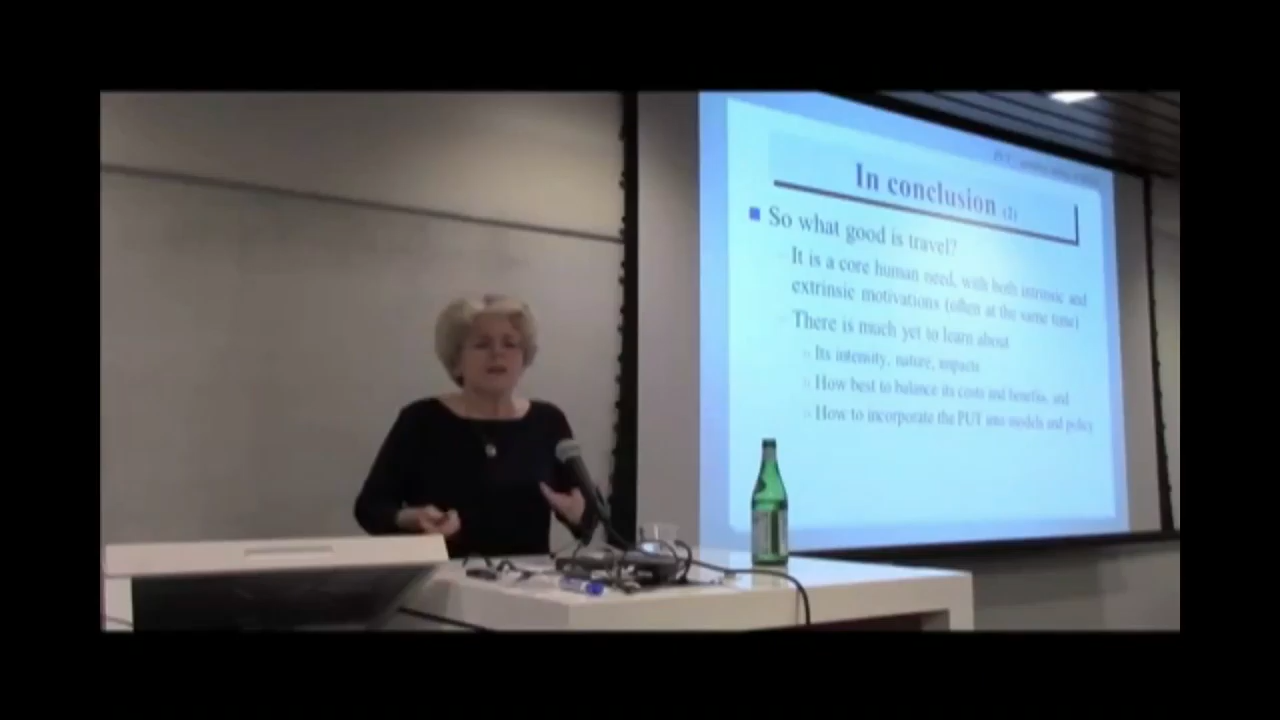 In conclusion (2)
So what good is travel?
It is a core human need, with both intrinsic and
extrinsic motivations (often at the same time)
There is much yet to learn about
Its intensity, nature, impacts
How best to balance its costs and benefits, and
How to incorporate the PUT into models and policy